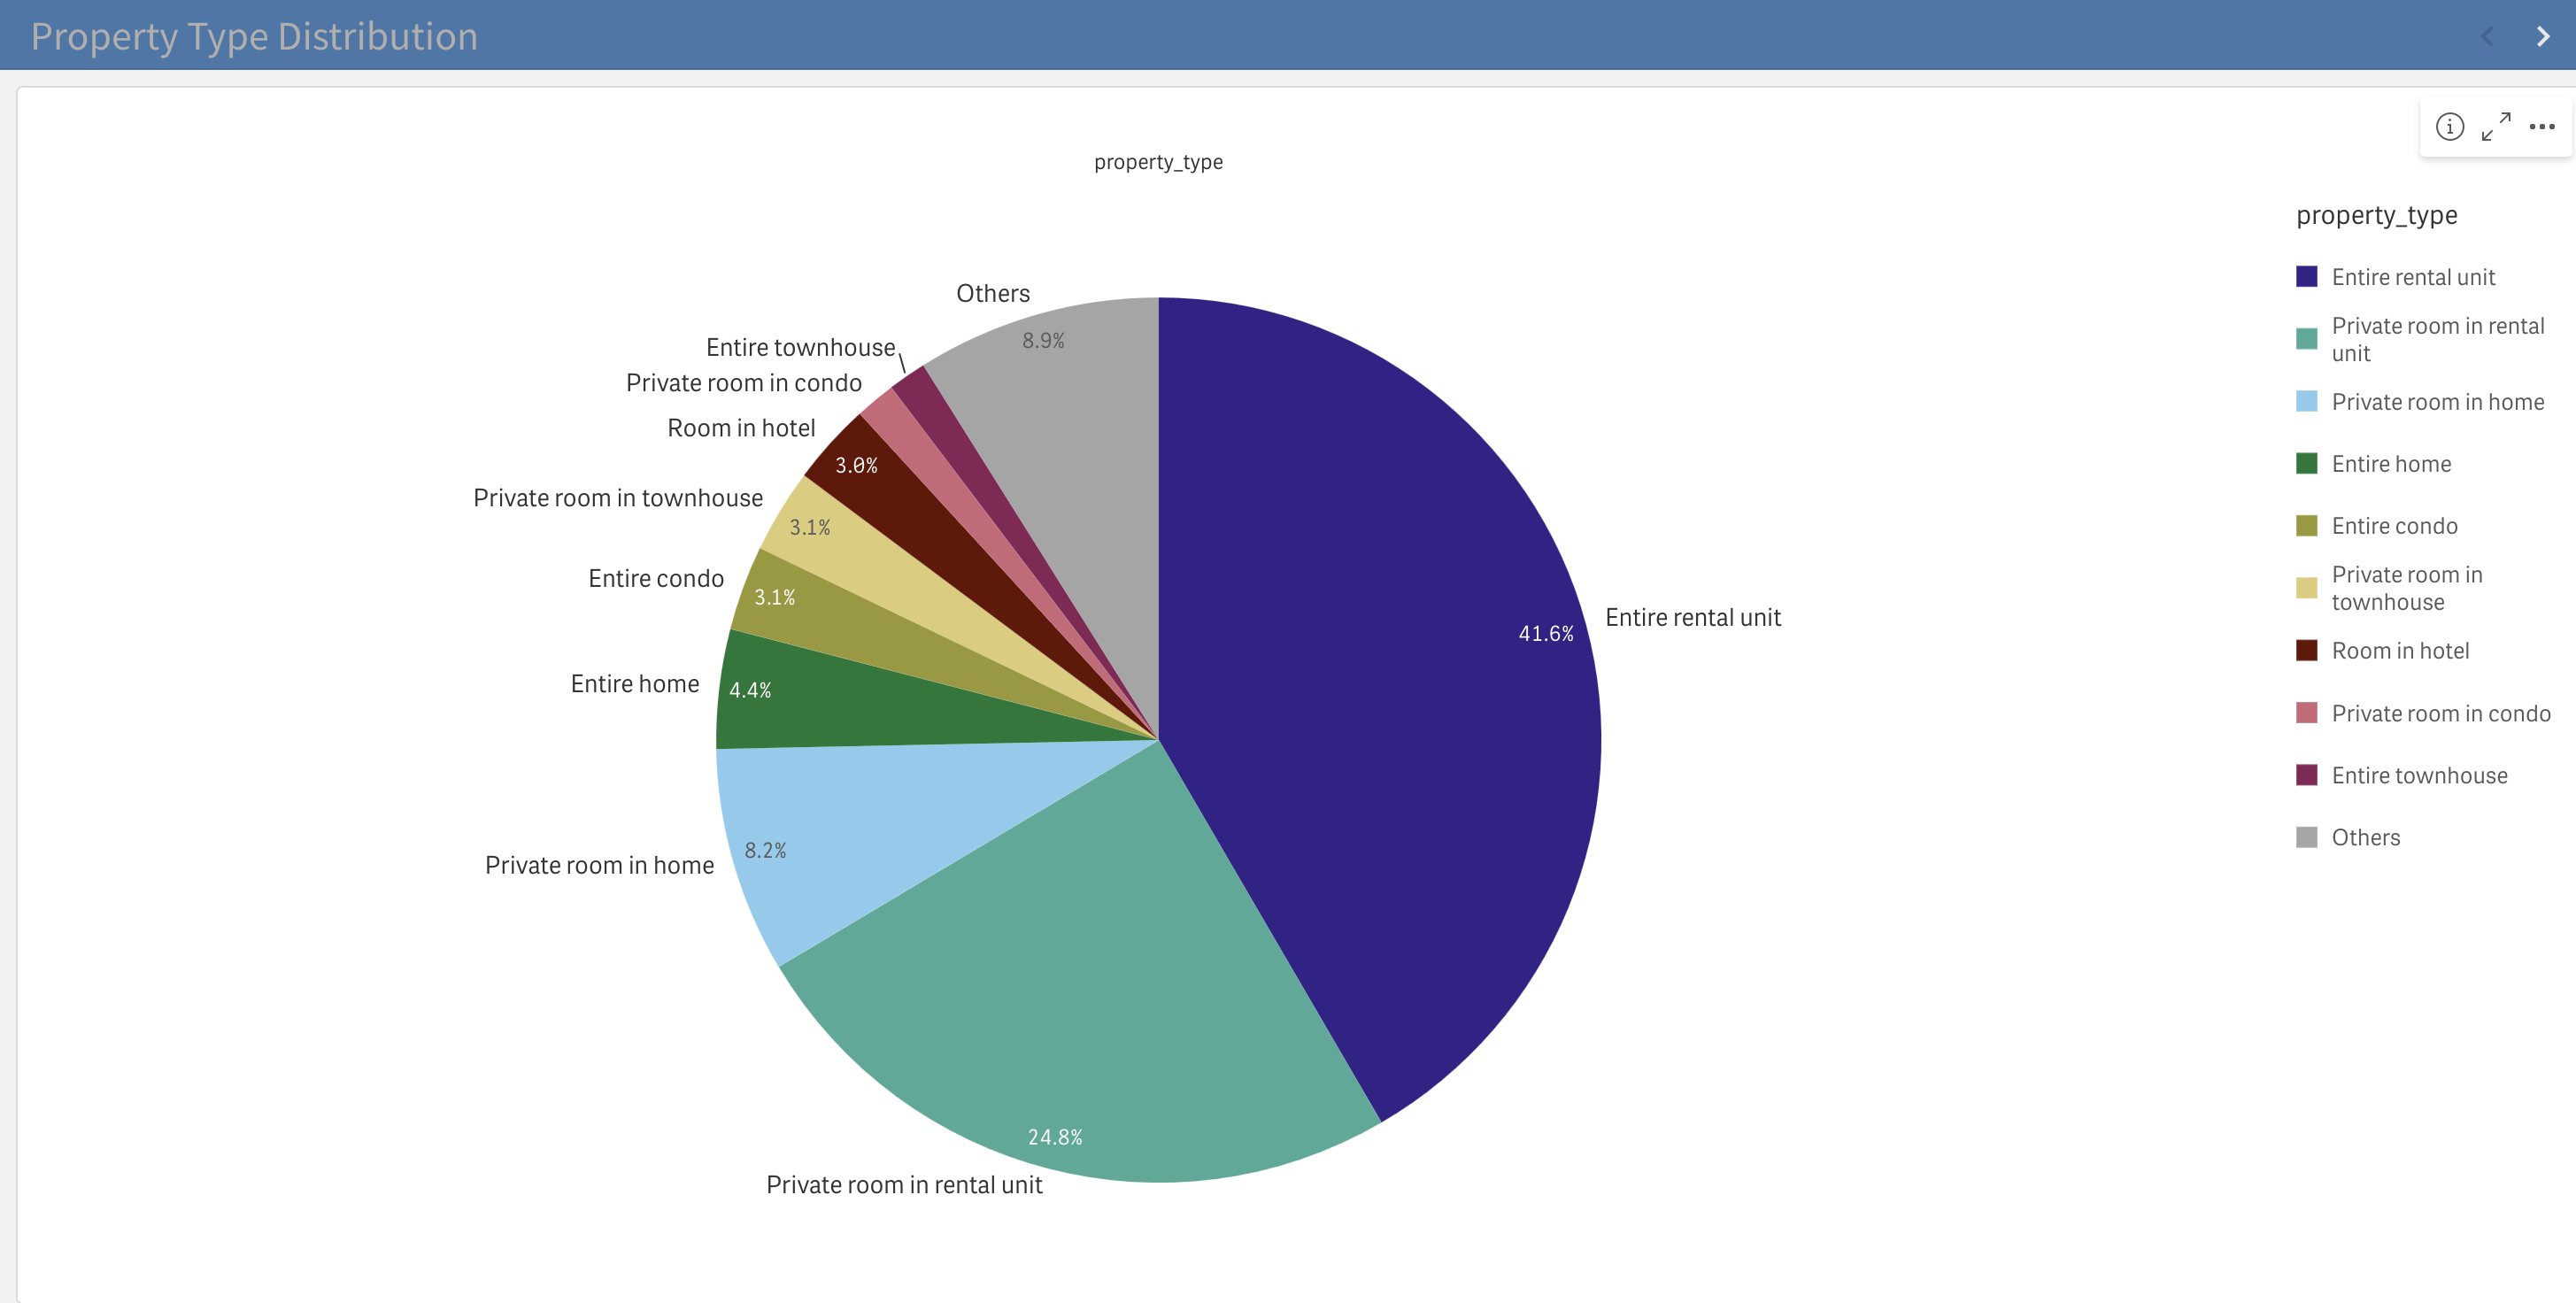 Property Type Distribution
property_type
Others
8.9%
Entire townhouse
Private room in condo
Room in hotel
3.0%
Private room in townhouse
3.1%
Entire condo
3.1%
Entire home
4.4%
Private room in home
8.2%
Private room in rental unit
24.8%
Entire rental unit
41.6%
property_type
Entire rental unit
Private room in rental
unit
Private room in home
Entire home
Entire condo
Private room in
townhouse
Room in hotel
Private room in condo
Entire townhouse
Others